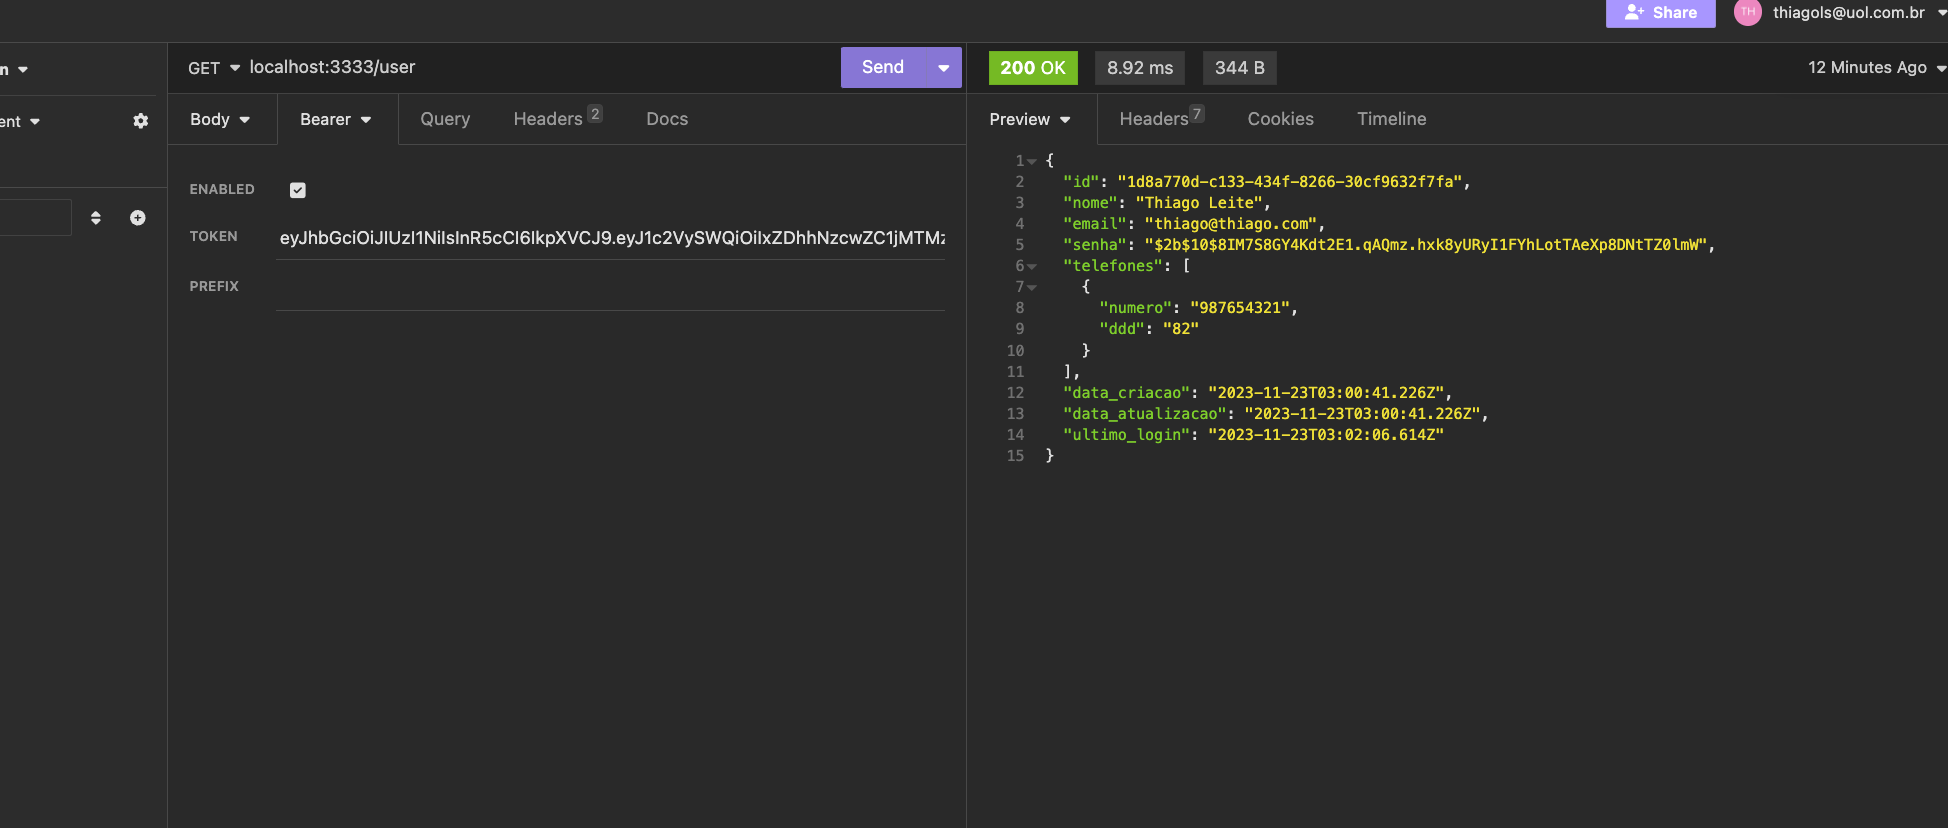 Share
TH
thiagols@uol.com.br
n
GET
localhost:3333/user
Send
200 OK
8.92 ms
344 B
12 Minutes Ago
ent
Body
Bearer
Query
Headers 2
Docs
Preview
Headers 7
Cookies
Timeline
ENABLED
TOKEN
eyJhbGciOiJIUzI1NiIsInR5cCI6IkpXVCJ9.eyJ1c2VySWQiOiIxZDhhNzcwZC1jMTMz
PREFIX
1 {
2 "id": "1d8a770d-c133-434f-8266-30cf9632f7fa",
3 "nome": "Thiago Leite",
4 "email": "thiago@thiago.com",
5 "senha": "$2b$10$8IM7S8GY4Kdt2E1.qAQmz.hxk8yURyI1FYhLotTAeXp8DNtTZ0lmW",
6 "telefones": [
7 {
8 "numero": "987654321",
9 "ddd": "82"
10 }
11 ],
12 "data_criacao": "2023-11-23T03:00:41.226Z",
13 "data_atualizacao": "2023-11-23T03:00:41.226Z",
14 "ultimo_login": "2023-11-23T03:02:06.614Z"
15 }